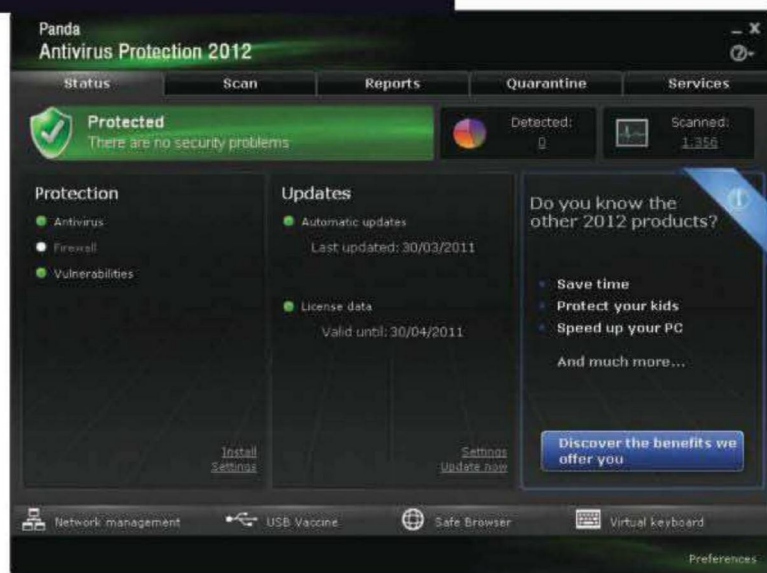 Panda
Antivirus Protection 2012
Status Scan Reports Quarantine Services
Protected
There are no security problems
Detected:
0
Scanned:
1.356
Protection
Antivirus
Firewall
Vulnerabilities
Install
Settings
Updates
Automatic updates
Last updated: 30/03/2011
License data
Valid until: 30/04/2011
Settings
Update now
Do you know the
other 2012 products?
Save time
Protect your kids
Speed up your PC
And much more...
Discover the benefits we
offer you
Network management USB Vaccine Safe Browser Virtual keyboard
Preferences